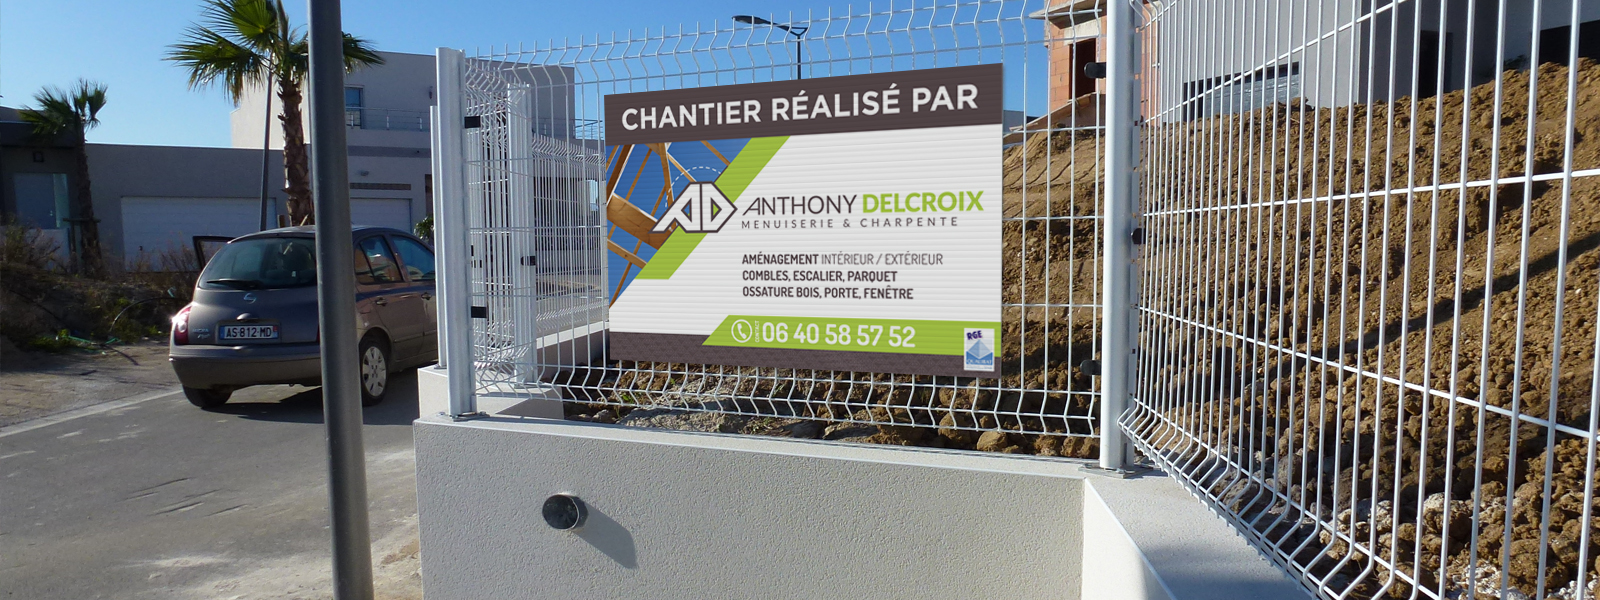 CHANTIER RÉALISÉ PAR
AD ANTHONY DELCROIX
MENUISERIE & CHARPENTE
AMÉNAGEMENT INTÉRIEUR / EXTÉRIEUR
COMBLES, ESCALIER, PARQUET
OSSATURE BOIS, PORTE, FENÊTRE
06 40 58 57 52
RGE
AS 812 MD